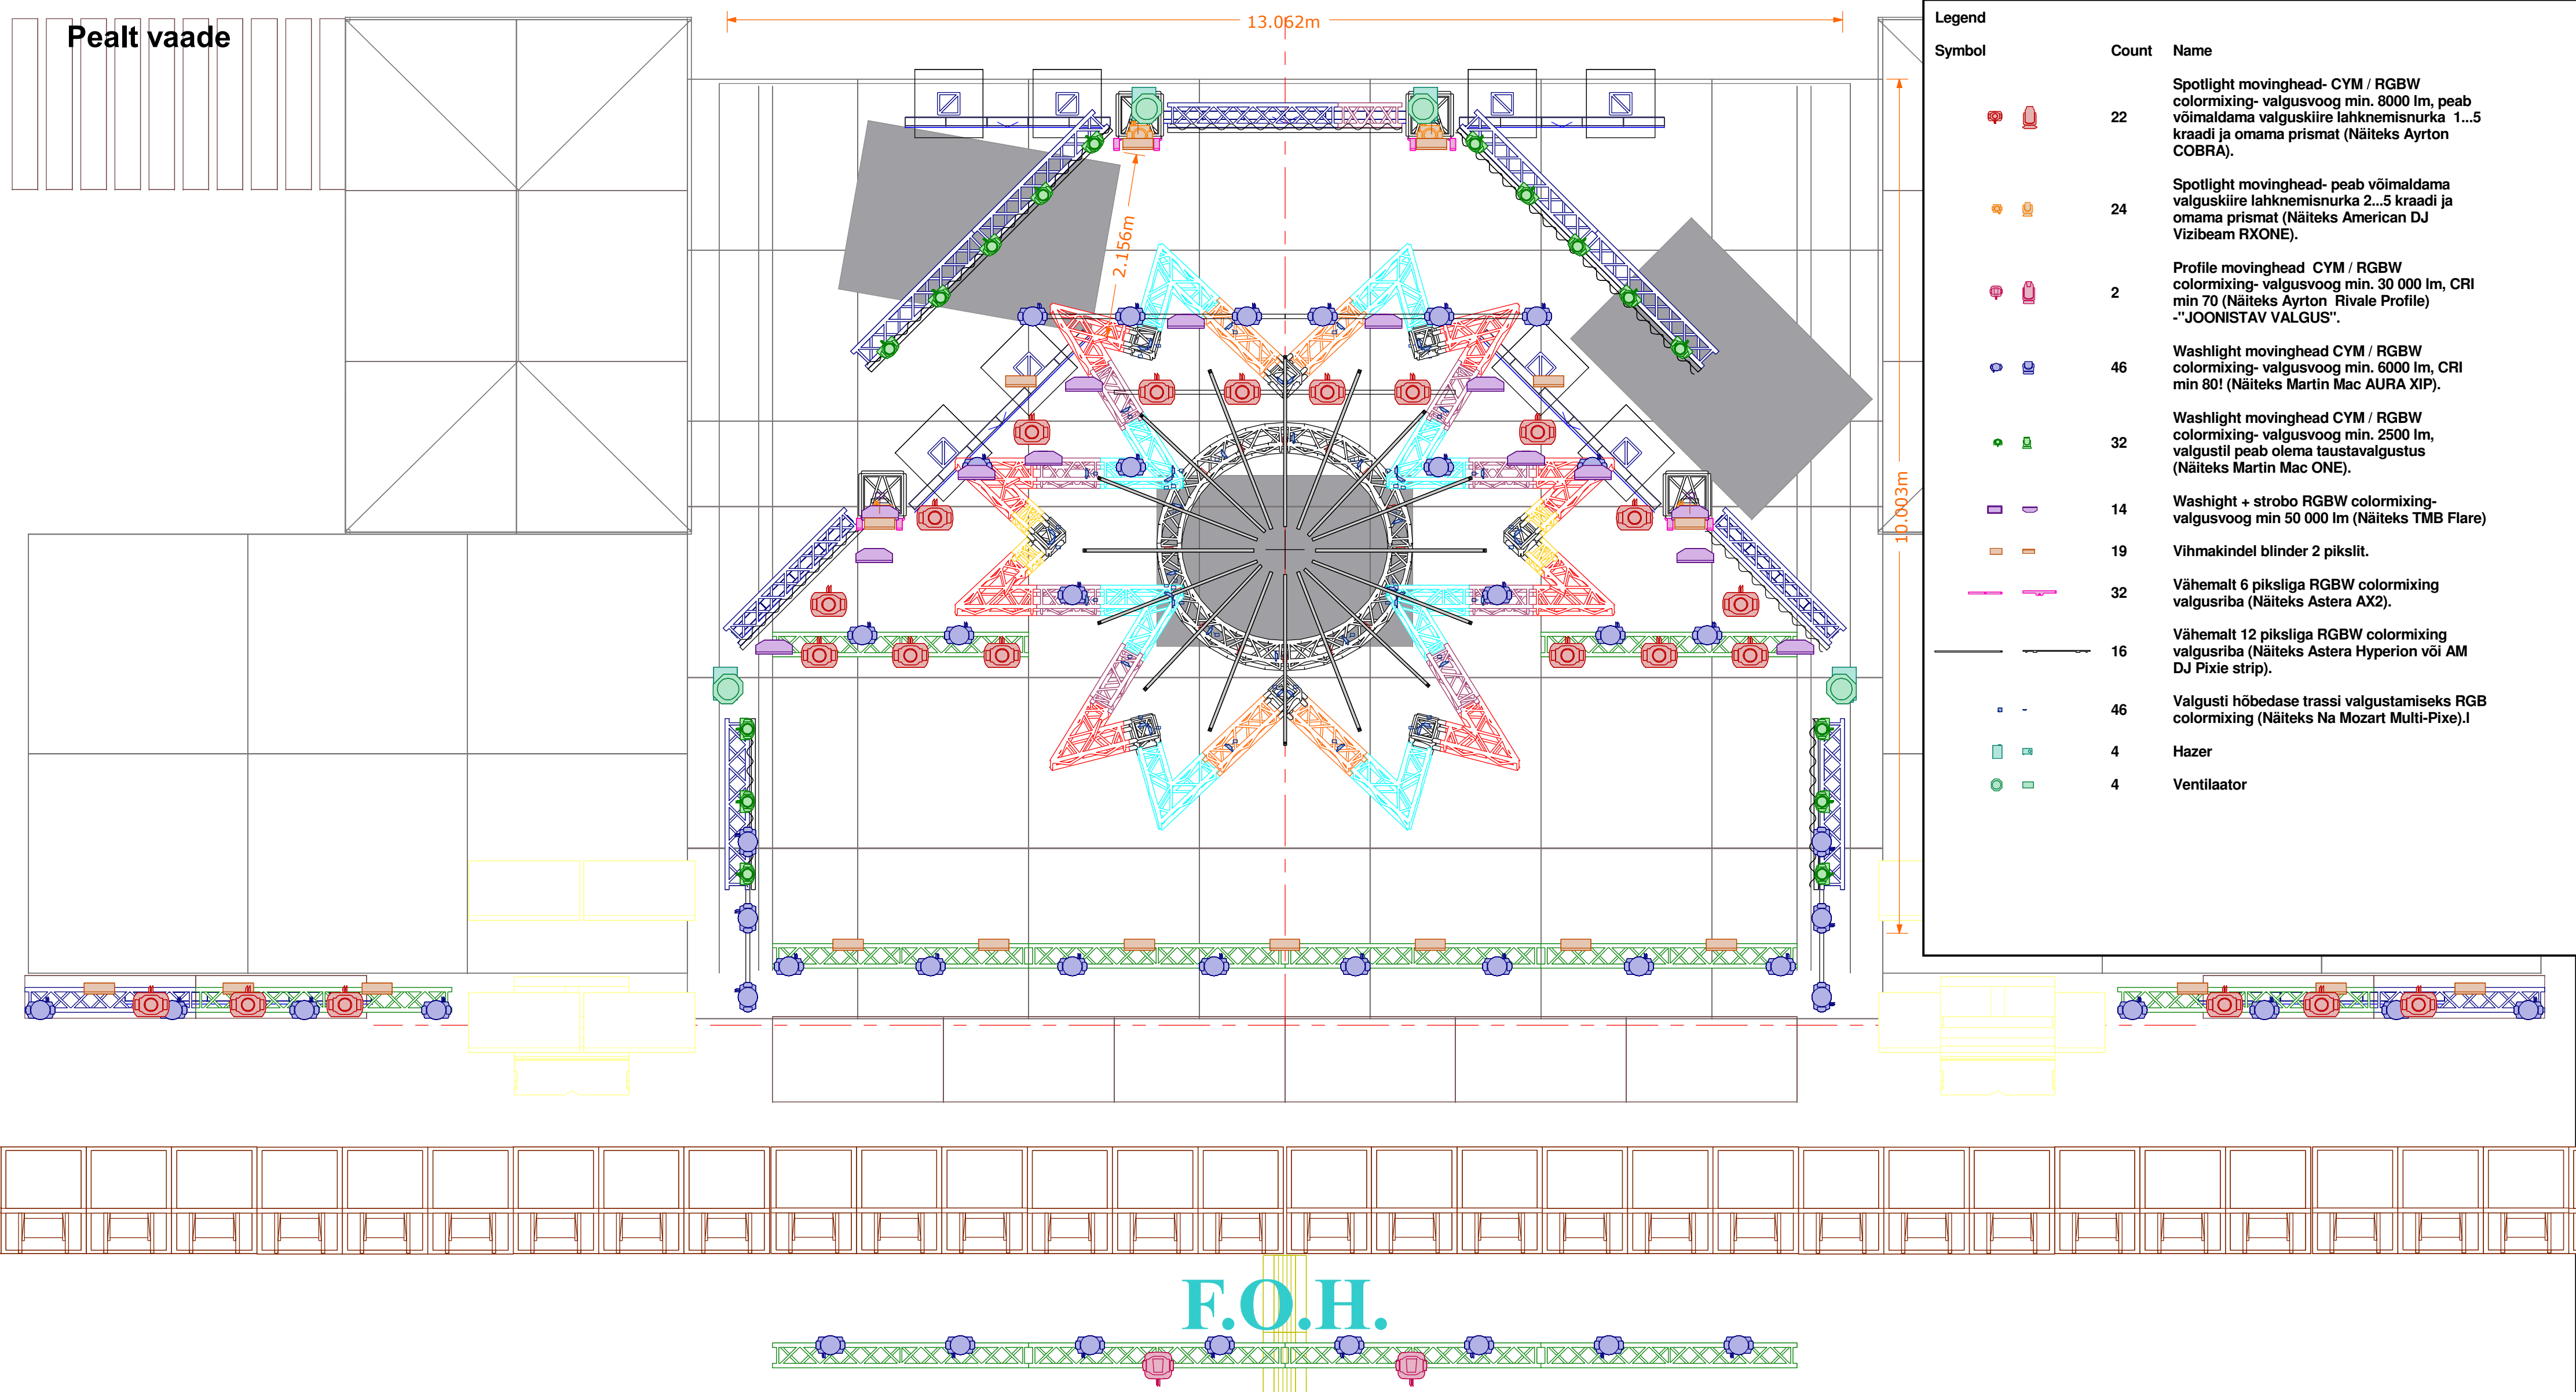 Pealt vaade
13.062m
2.156m
10.003m
Legend
Symbol Count Name
22 Spotlight movinghead- CYM / RGBW
colormixing- valgusvoog min. 8000 lm, peab
võimaldama valguskiire lahknemisnurka 1...5
kraadi ja omama prismat (Näiteks Ayrton
COBRA).
24 Spotlight movinghead- peab võimaldama
valguskiire lahknemisnurka 2...5 kraadi ja
omama prismat (Näiteks American DJ
Vizibeam RXONE).
2 Profile movinghead CYM / RGBW
colormixing- valgusvoog min. 30 000 lm, CRI
min 70 (Näiteks Ayrton Rivale Profile)
-"JOONISTAV VALGUS".
46 Washlight movinghead CYM / RGBW
colormixing- valgusvoog min. 6000 lm, CRI
min 80! (Näiteks Martin Mac AURA XIP).
32 Washlight movinghead CYM / RGBW
colormixing- valgusvoog min. 2500 lm,
valgustil peab olema taustavalgustus
(Näiteks Martin Mac ONE).
14 Washight + strobo RGBW colormixing-
valgusvoog min 50 000 lm (Näiteks TMB Flare)
19 Vihmakindel blinder 2 pikslit.
32 Vähemalt 6 piksliga RGBW colormixing
valgusriba (Näiteks Astera AX2).
16 Vähemalt 12 piksliga RGBW colormixing
valgusriba (Näiteks Astera Hyperion või AM
DJ Pixie strip).
46 Valgusti hõbedase trassi valgustamiseks RGB
colormixing (Näiteks Na Mozart Multi-Pixe).l
4 Hazer
4 Ventilaator
F.O.H.